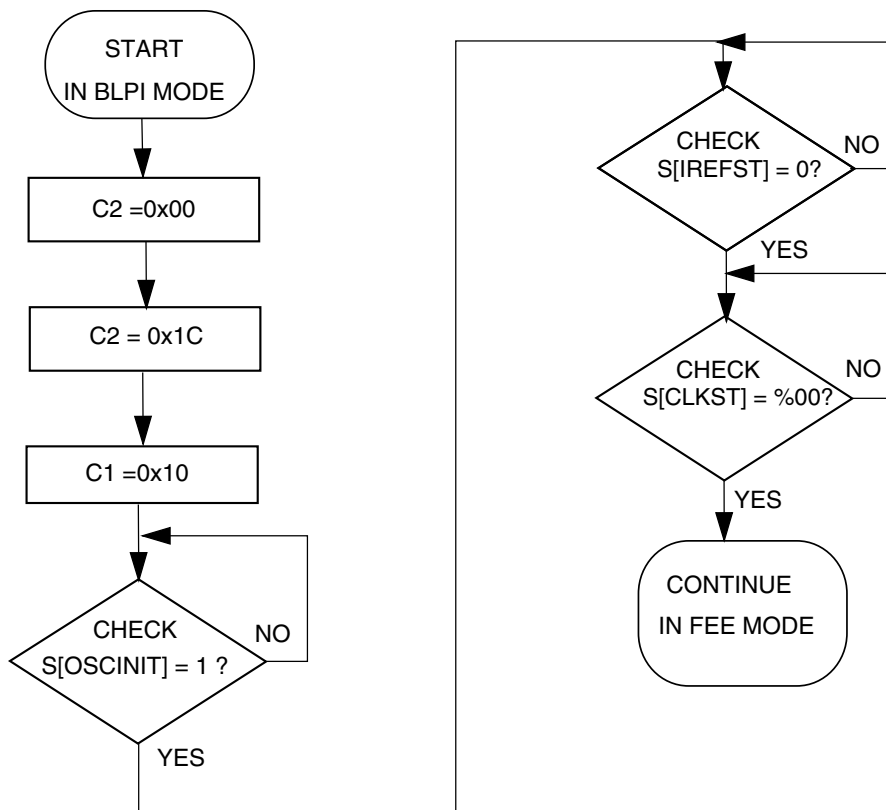 START
IN BLPI MODE
C2 =0x00
C2 = 0x1C
C1 =0x10
CHECK
S[OSCINIT] = 1 ?
NO
YES
CHECK
S[IREFST] = 0?
NO
YES
CHECK
S[CLKST] = %00?
NO
YES
CONTINUE
IN FEE MODE